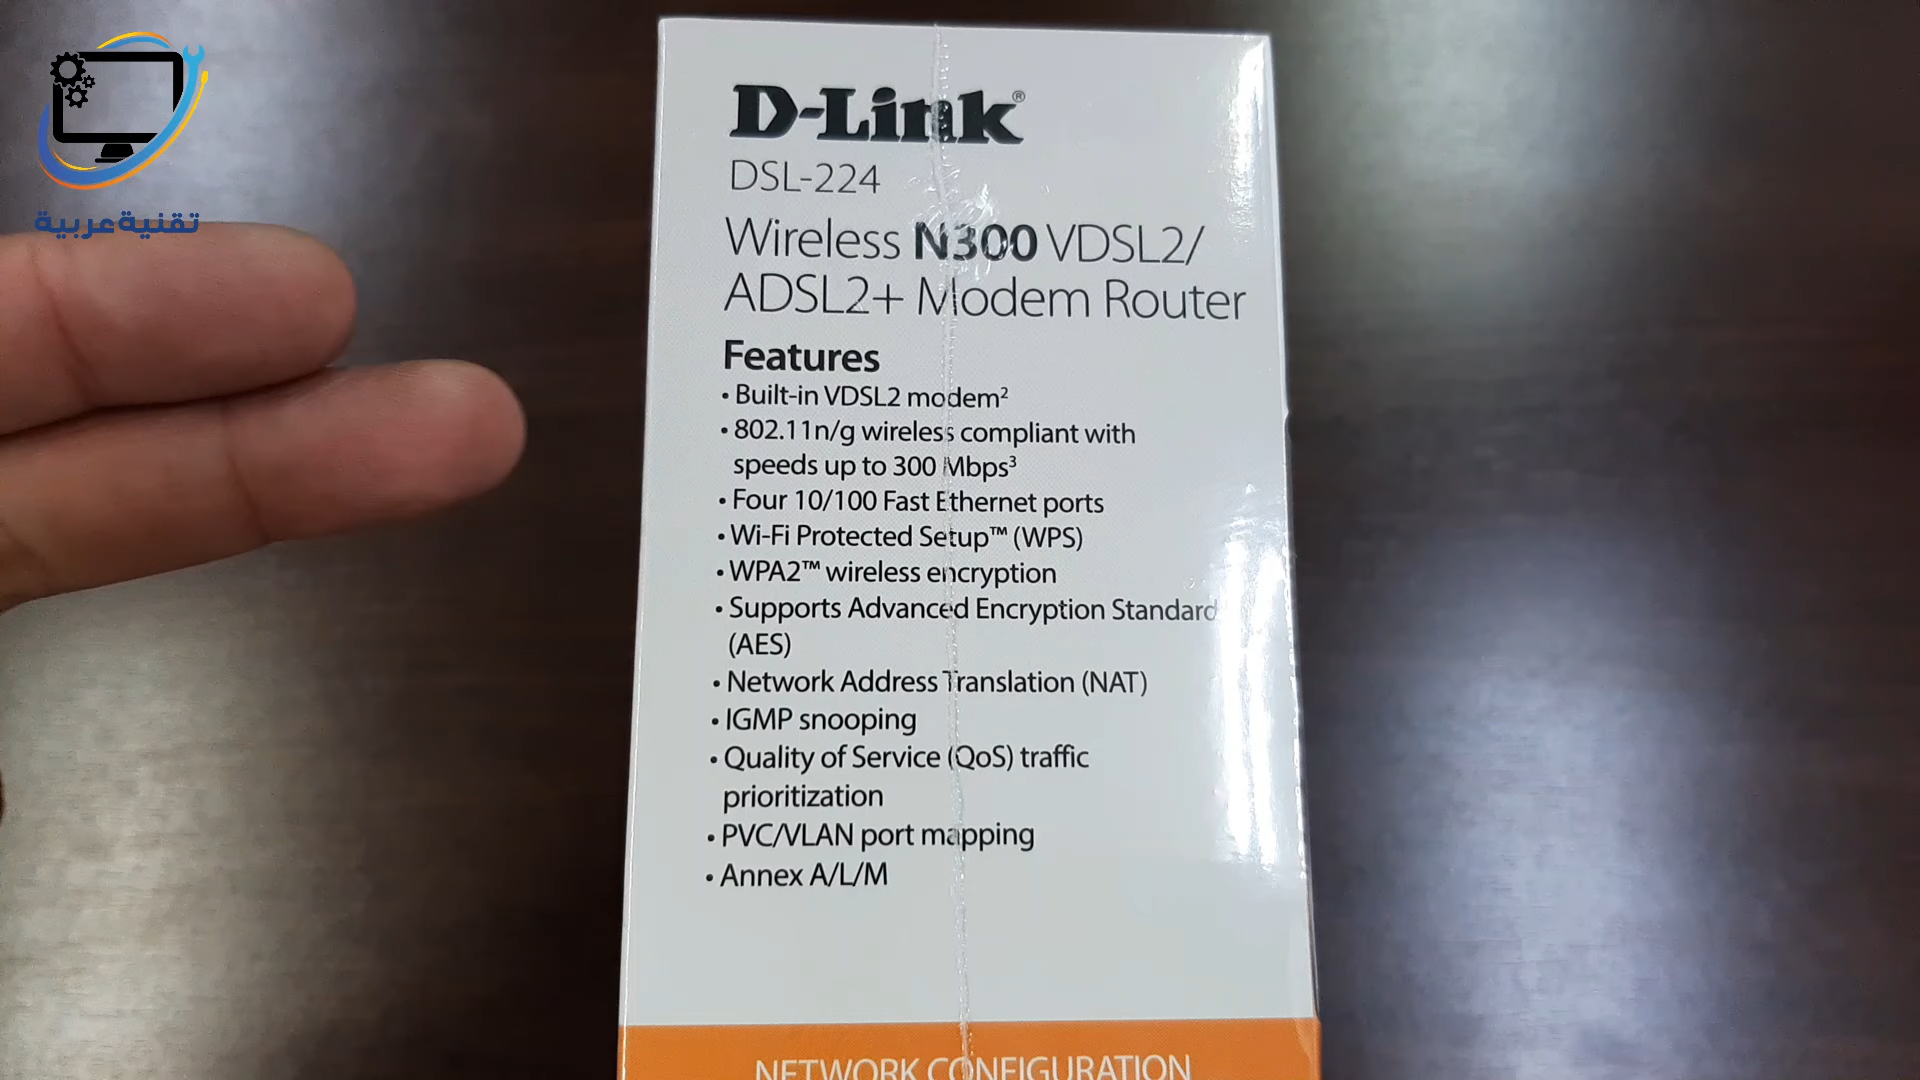 تقنية عربية
D-Link®
DSL-224
Wireless N300 VDSL2/
ADSL2+ Modem Router
Features
• Built-in VDSL2 modem²
• 802.11n/g wireless compliant with
speeds up to 300 Mbps³
• Four 10/100 Fast Ethernet ports
• Wi-Fi Protected Setup™ (WPS)
• WPA2™ wireless encryption
• Supports Advanced Encryption Standard
(AES)
• Network Address Translation (NAT)
• IGMP snooping
• Quality of Service (QoS) traffic
prioritization
• PVC/VLAN port mapping
• Annex A/L/M
NETWORK CONFIGURATION